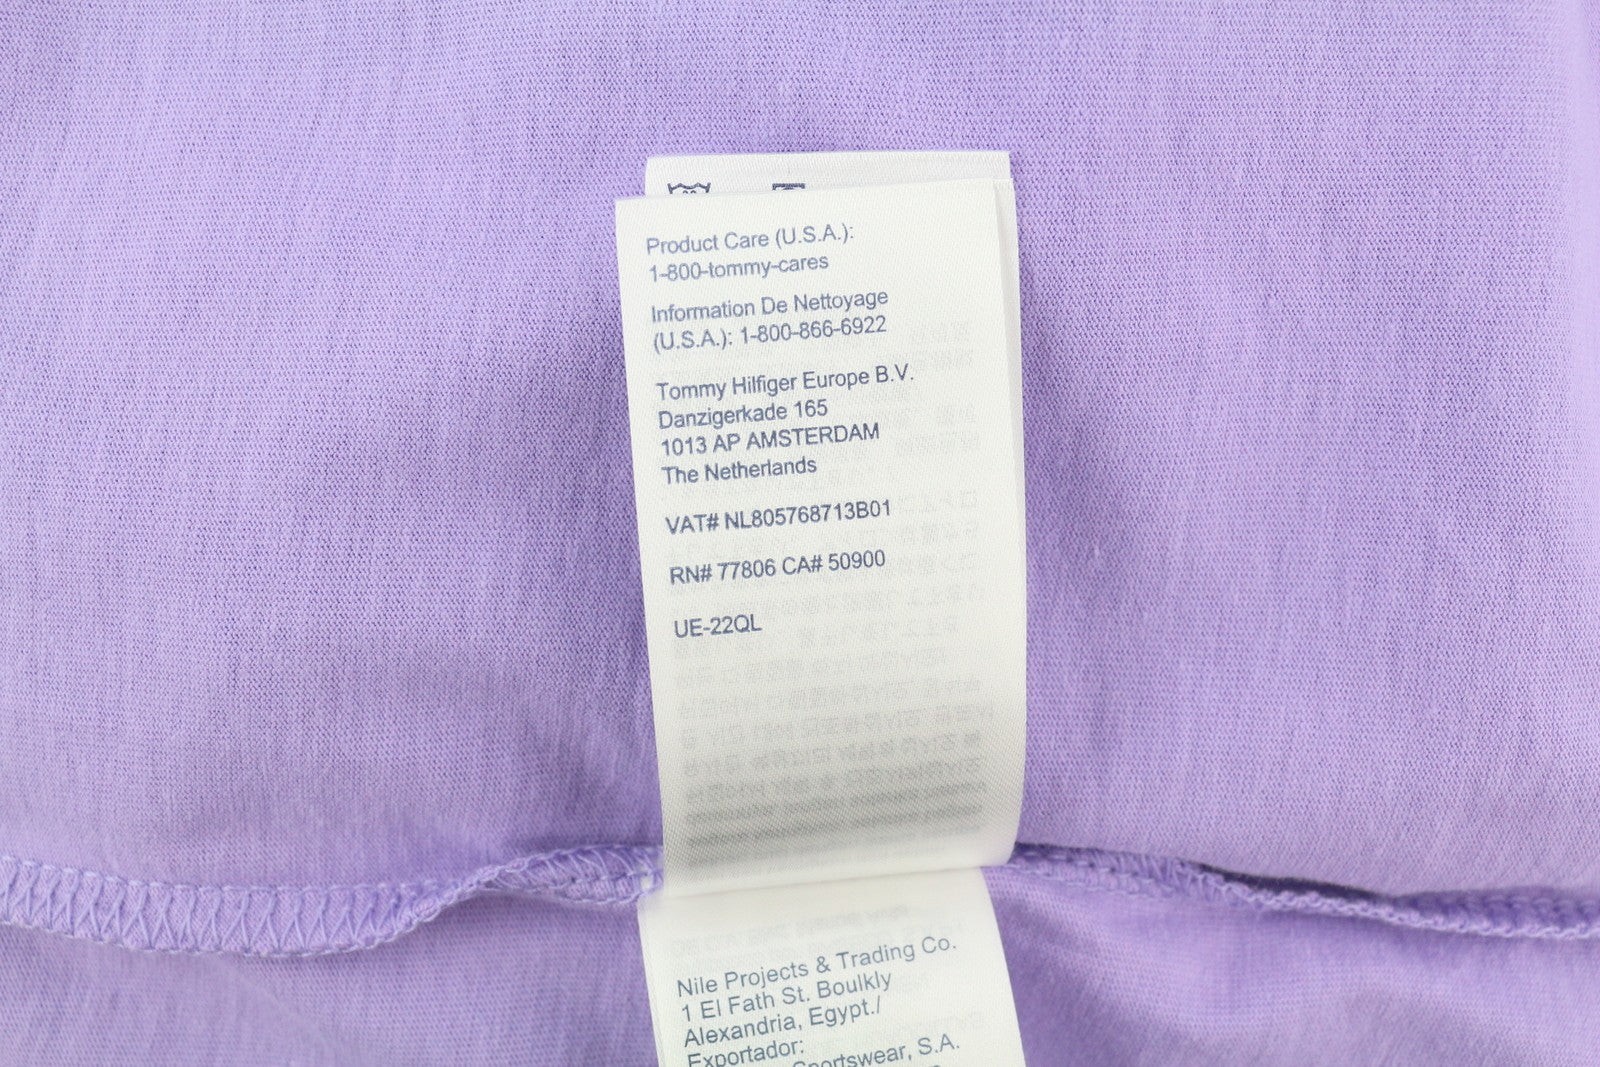 Product Care (U.S.A.):
1-800-tommy-cares
Information De Nettoyage
(U.S.A.): 1-800-866-6922
Tommy Hilfiger Europe B.V.
Danzigerkade 165
1013 AP AMSTERDAM
The Netherlands
VAT# NL805768713B01
RN# 77806 CA# 50900
UE-22QL
Nile Projects & Trading Co.
1 El Fath St. Boulkly
Alexandria, Egypt./
Exportador:
Sportswear, S.A.